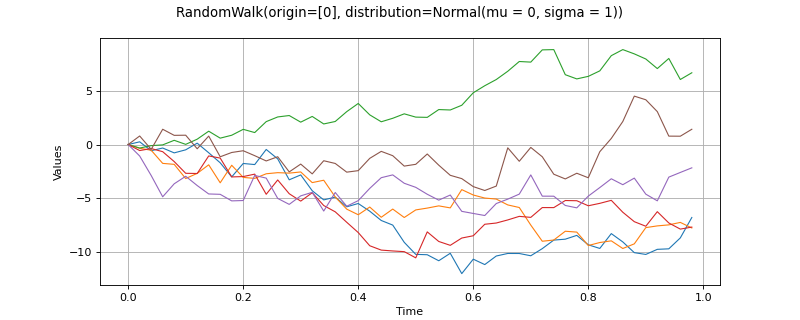 RandomWalk(origin=[0], distribution=Normal(mu = 0, sigma = 1))
5
0
−5
−10
Values
0.0 0.2 0.4 0.6 0.8 1.0
Time